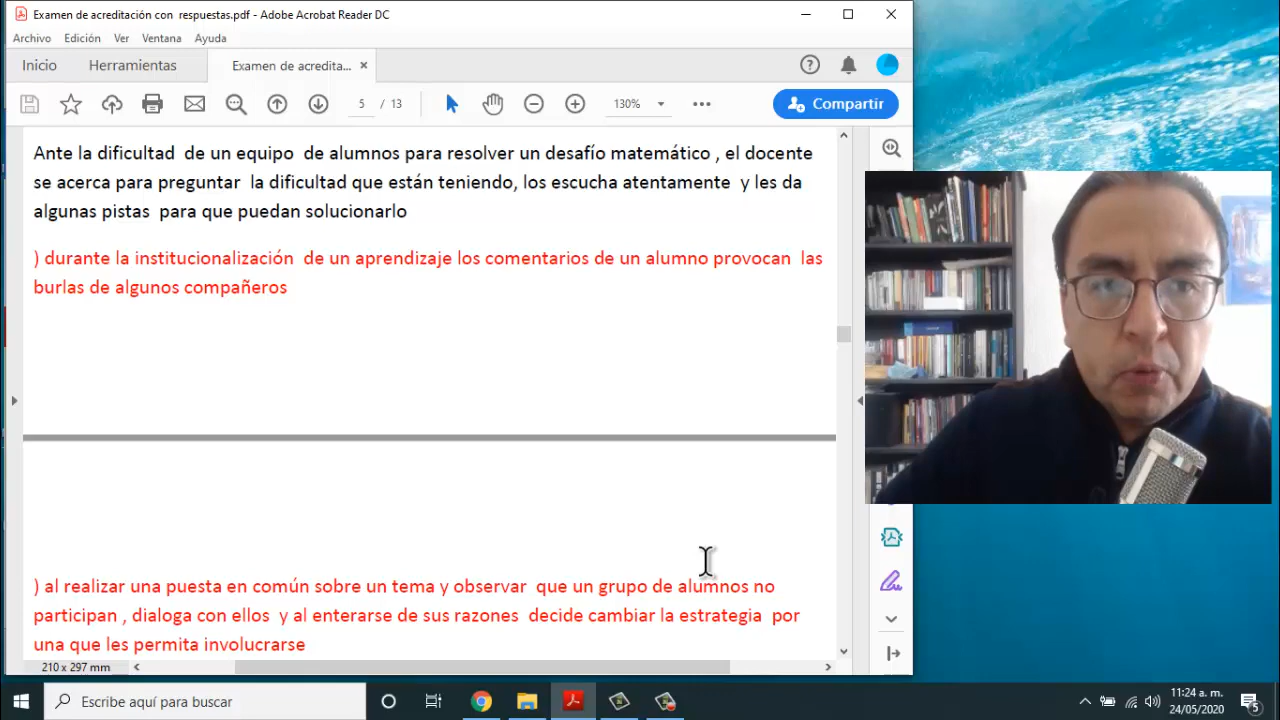 Examen de acreditación con respuestas.pdf - Adobe Acrobat Reader DC
Archivo Edición Ver Ventana Ayuda
Inicio Herramientas Examen de acredita... ×
5 / 13 130% Compartir
Ante la dificultad de un equipo de alumnos para resolver un desafío matemático , el docente
se acerca para preguntar la dificultad que están teniendo, los escucha atentamente y les da
algunas pistas para que puedan solucionarlo
) durante la institucionalización de un aprendizaje los comentarios de un alumno provocan las
burlas de algunos compañeros
) al realizar una puesta en común sobre un tema y observar que un grupo de alumnos no
participan , dialoga con ellos y al enterarse de sus razones decide cambiar la estrategia por
una que les permita involucrarse
210 x 297 mm
Escribe aquí para buscar
11:24 a. m.
24/05/2020
5